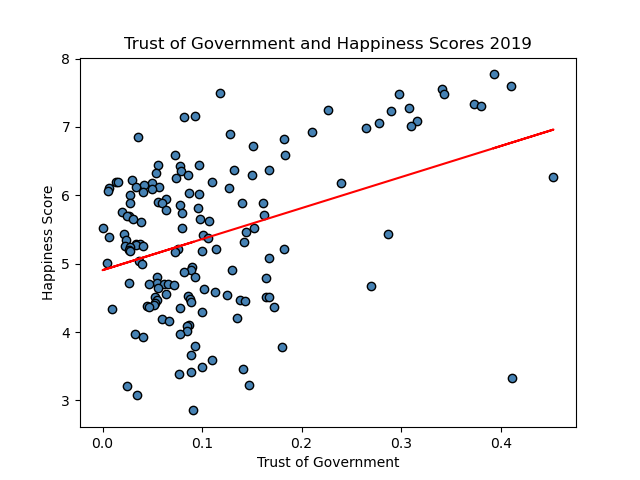 Trust of Government and Happiness Scores 2019
8
7
6
5
4
3
Happiness Score
0.0 0.1 0.2 0.3 0.4
Trust of Government